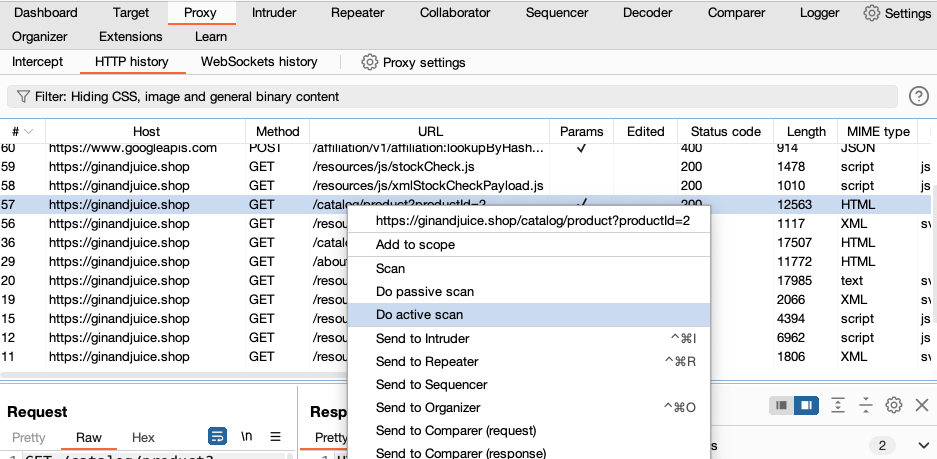 Dashboard Target Proxy Intruder Repeater Collaborator Sequencer Decoder Comparer Logger Settings
Organizer Extensions Learn
Intercept HTTP history WebSockets history Proxy settings
Filter: Hiding CSS, image and general binary content ?
# Host Method URL Params Edited Status code Length MIME type
60 https://www.googleapis.com POST /affiliation/v1/affiliation:lookupByHash... ✓ 400 914 JSON
59 https://ginandjuice.shop GET /resources/js/stockCheck.js 200 1478 script js
58 https://ginandjuice.shop GET /resources/js/xmlStockCheckPayload.js 200 1010 script js
57 https://ginandjuice.shop GET /catalog/product?productId=2 ✓ 200 12563 HTML
https://ginandjuice.shop/catalog/product?productId=2
56 https://ginandjuice.shop GET /resou 1117 XML sv
36 https://ginandjuice.shop GET /catal 17507 HTML
Add to scope
29 https://ginandjuice.shop GET /abou 11772 HTML
Scan
20 https://ginandjuice.shop GET /resou 17985 text sv
Do passive scan
19 https://ginandjuice.shop GET /resou 2066 XML sv
15 https://ginandjuice.shop GET /resou 4394 script js
Do active scan
12 https://ginandjuice.shop GET /resou 6962 script js
Send to Intruder ^⌘I
11 https://ginandjuice.shop GET /resou 1806 XML sv
Send to Repeater ^⌘R
Send to Sequencer
Send to Organizer ^⌘O
Send to Comparer (request)
Send to Comparer (response)
Request Resp
Pretty Raw Hex \n Pretty
s 2
1 GET /catalog/product? 1